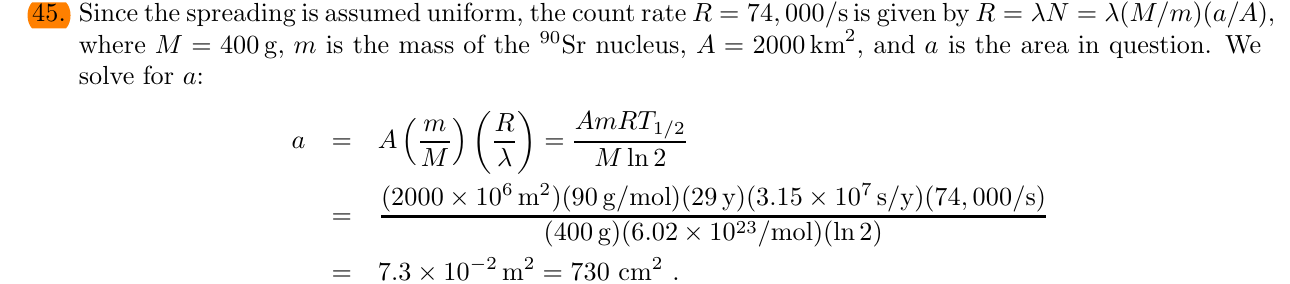 45. Since the spreading is assumed uniform, the count rate R = 74, 000/s is given by R = λN = λ(M/m)(a/A),
where M = 400 g, m is the mass of the ⁹⁰Sr nucleus, A = 2000 km², and a is the area in question. We
solve for a:
a = A (m/M) (R/λ) = AmRT₁/₂ / M ln 2
= (2000 × 10⁶ m²)(90 g/mol)(29 y)(3.15 × 10⁷ s/y)(74, 000/s) / (400 g)(6.02 × 10²³/mol)(ln 2)
= 7.3 × 10⁻² m² = 730 cm² .